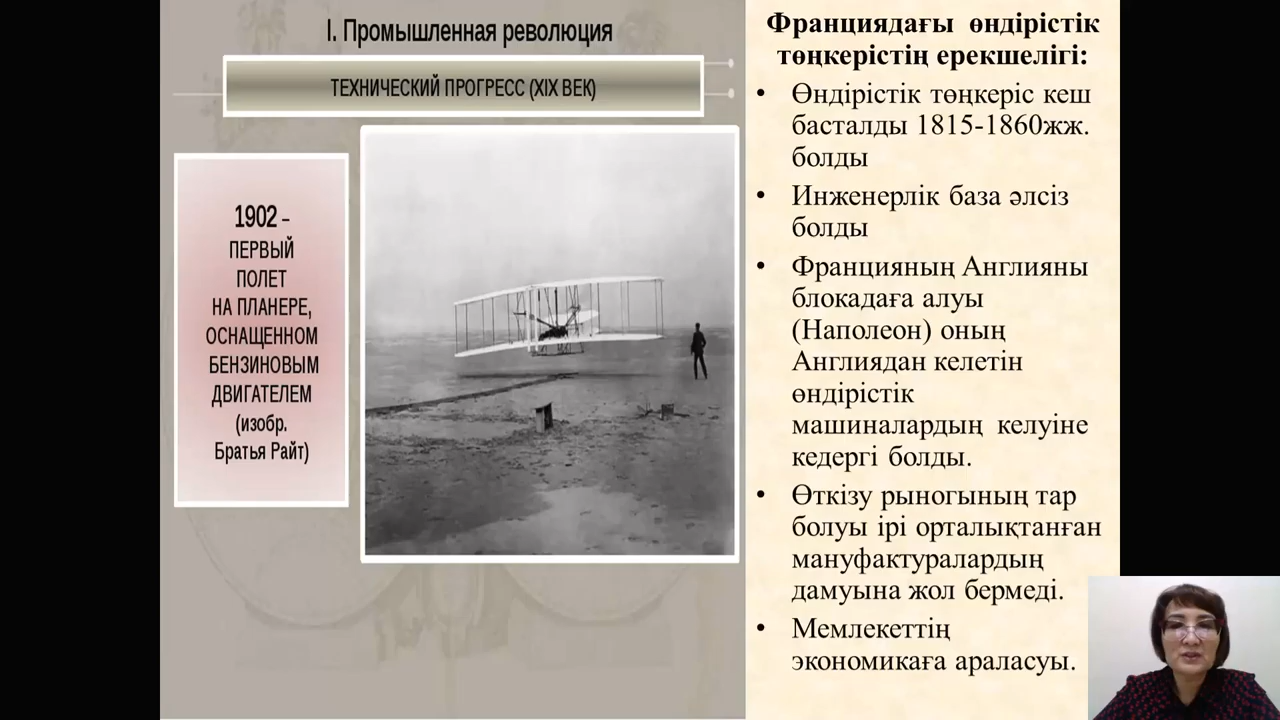 I. Промышленная революция
ТЕХНИЧЕСКИЙ ПРОГРЕСС (XIX ВЕК)
1902 –
ПЕРВЫЙ
ПОЛЕТ
НА ПЛАНЕРЕ,
ОСНАЩЕННОМ
БЕНЗИНОВЫМ
ДВИГАТЕЛЕМ
(изобр.
Братья Райт)
Франциядағы өндірістік
төңкерістің ерекшелігі:
• Өндірістік төңкеріс кеш
басталды 1815-1860жж.
болды
• Инженерлік база әлсіз
болды
• Францияның Англияны
блокадаға алуы
(Наполеон) оның
Англиядан келетін
өндірістік
машиналардың келуіне
кедергі болды.
• Өткізу рыногының тар
болуы ірі орталықтанған
мануфактуралардың
дамуына жол бермеді.
• Мемлекеттің
экономикаға араласуы.